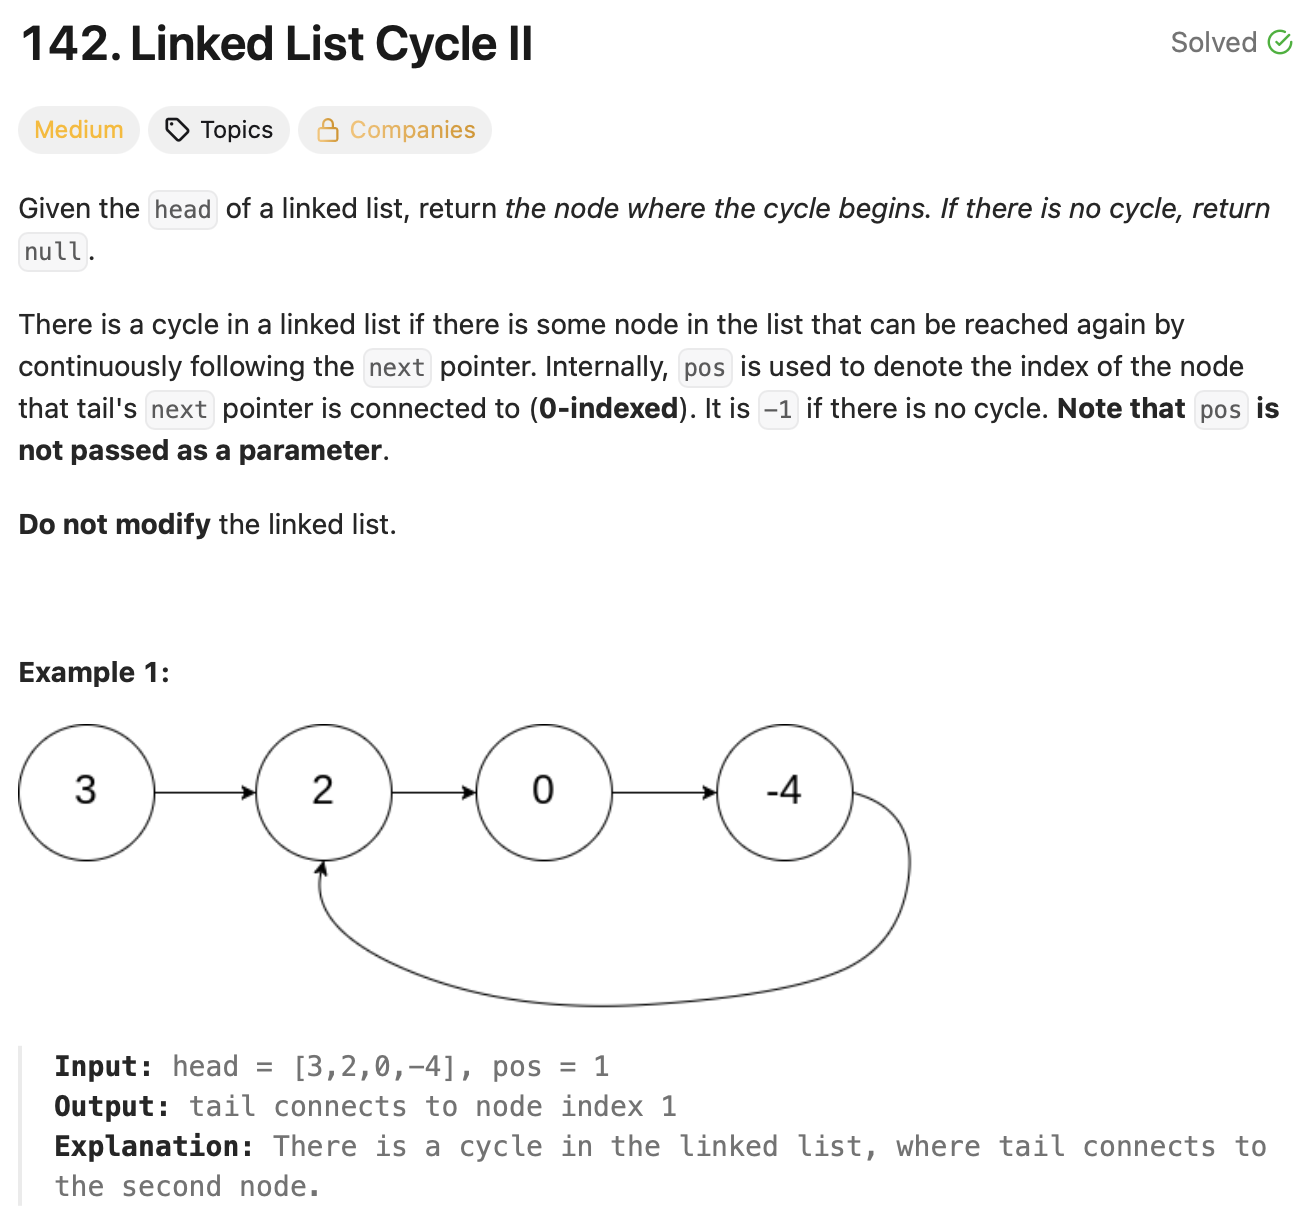 142. Linked List Cycle II
Solved
Medium Topics Companies
Given the head of a linked list, return the node where the cycle begins. If there is no cycle, return
null.
There is a cycle in a linked list if there is some node in the list that can be reached again by
continuously following the next pointer. Internally, pos is used to denote the index of the node
that tail's next pointer is connected to (0-indexed). It is -1 if there is no cycle. Note that pos is
not passed as a parameter.
Do not modify the linked list.
Example 1:
3 2 0 -4
Input: head = [3,2,0,-4], pos = 1
Output: tail connects to node index 1
Explanation: There is a cycle in the linked list, where tail connects to
the second node.